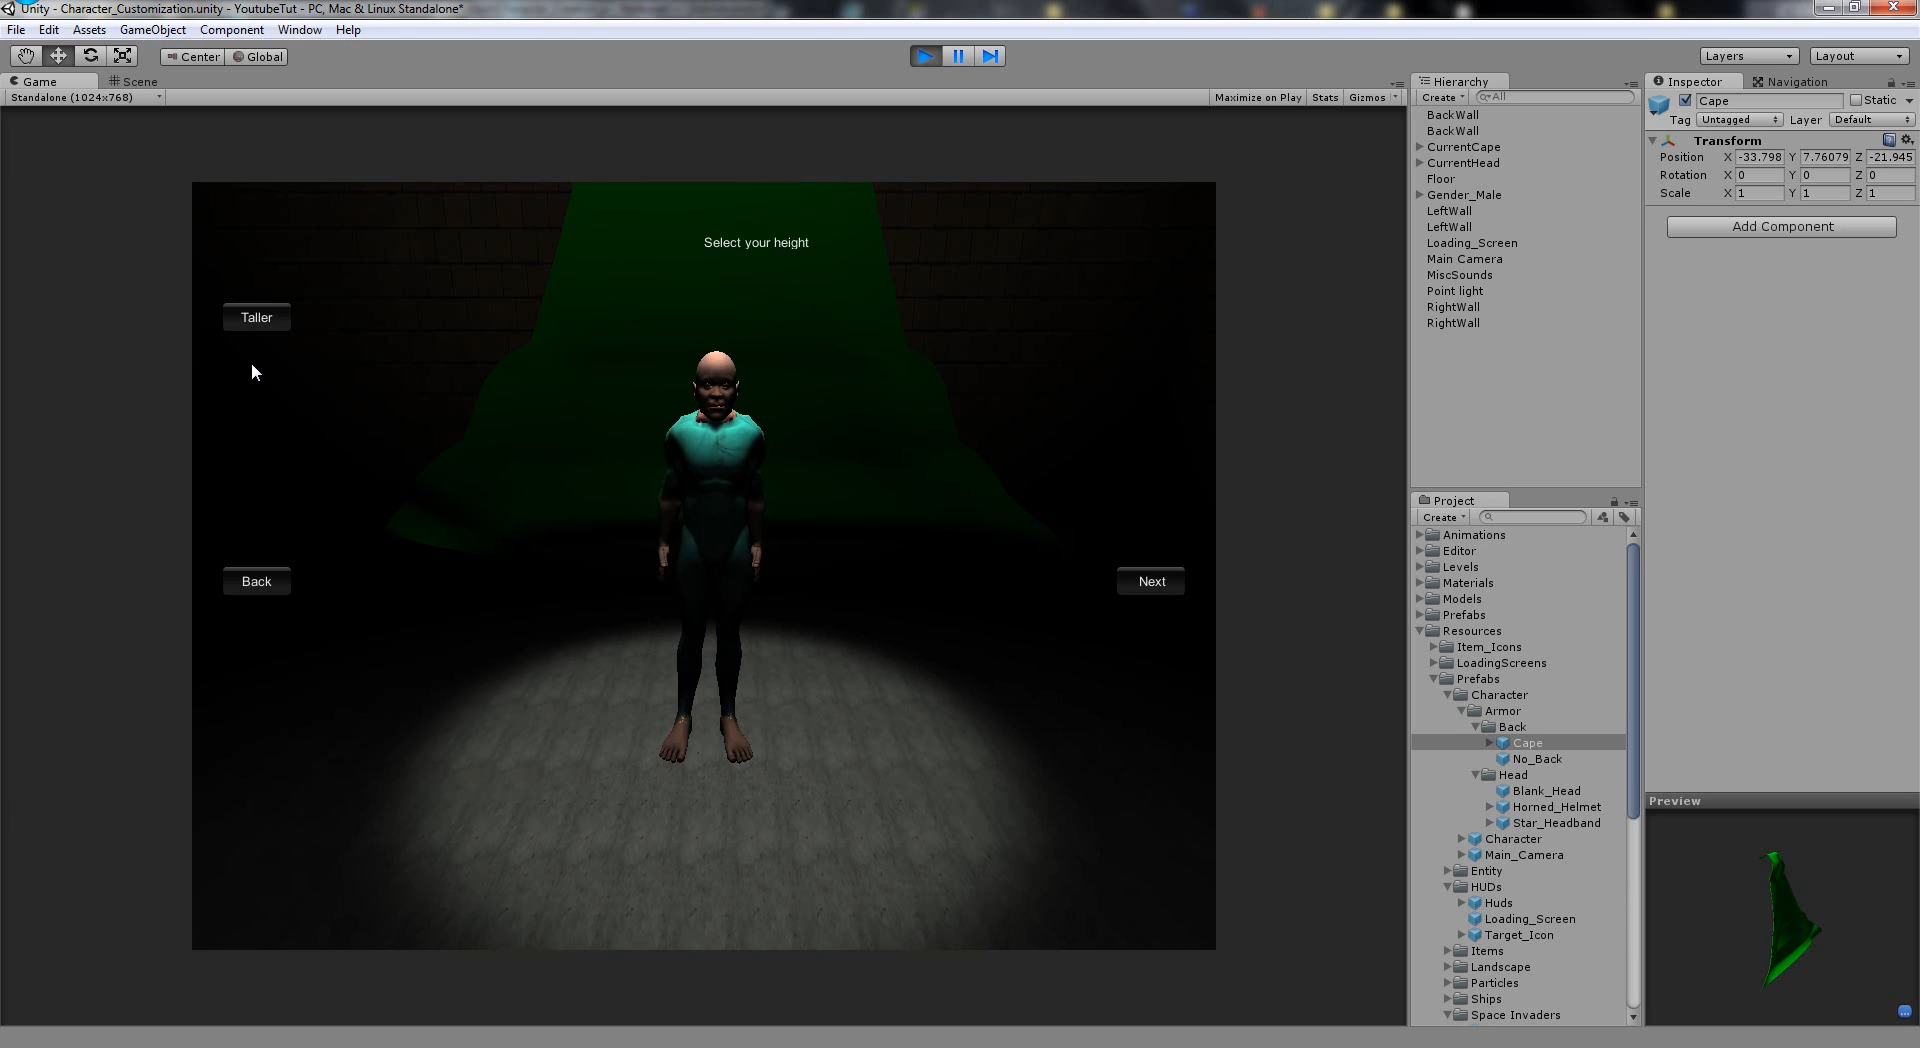 Unity - Character_Customization.unity - YoutubeTut - PC, Mac & Linux Standalone*
File Edit Assets GameObject Component Window Help
Center Global
Layers Layout
Game Scene
Standalone (1024x768)
Maximize on Play Stats Gizmos
Select your height
Taller
Back
Next
Hierarchy
Create All
BackWall
BackWall
CurrentCape
CurrentHead
Floor
Gender_Male
LeftWall
LeftWall
Loading_Screen
Main Camera
MiscSounds
Point light
RightWall
RightWall
Project
Create
Animations
Editor
Levels
Materials
Models
Prefabs
Resources
Item_Icons
LoadingScreens
Prefabs
Character
Armor
Back
Cape
No_Back
Head
Blank_Head
Horned_Helmet
Star_Headband
Character
Main_Camera
Entity
HUDs
Huds
Loading_Screen
Target_Icon
Items
Landscape
Particles
Ships
Space Invaders
Inspector Navigation
Cape Static
Tag Untagged Layer Default
Transform
Position X -33.798 Y 7.76079 Z -21.945
Rotation X 0 Y 0 Z 0
Scale X 1 Y 1 Z 1
Add Component
Preview